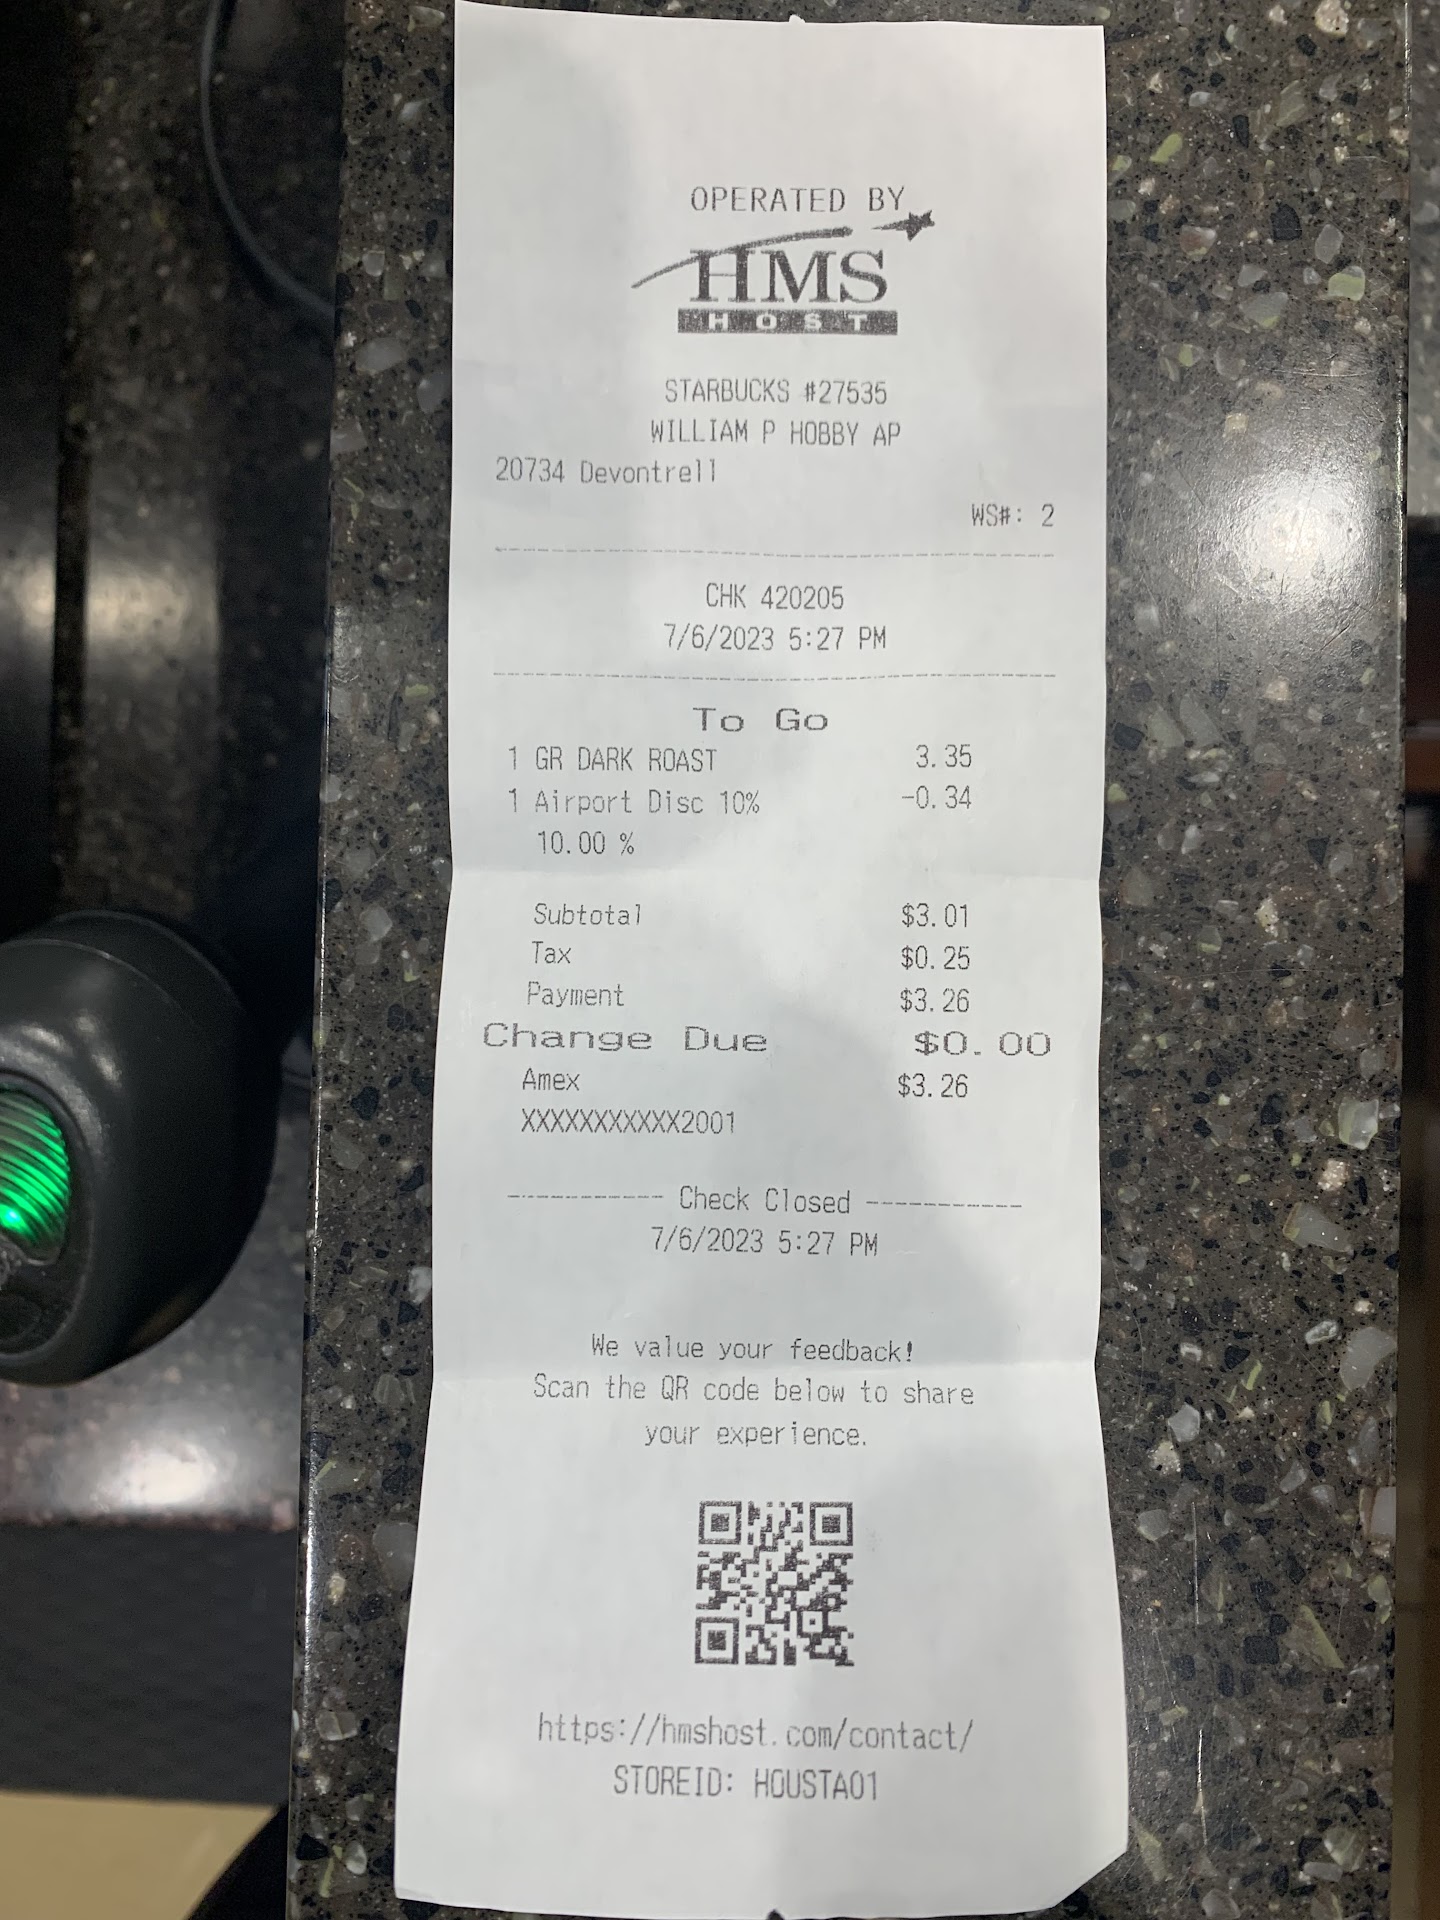 OPERATED BY
HMS
HOST
STARBUCKS #27535
WILLIAM P HOBBY AP
20734 Devontrell
WS#: 2
CHK 420205
7/6/2023 5:27 PM
To Go
1 GR DARK ROAST 3.35
1 Airport Disc 10% -0.34
10.00 %
Subtotal $3.01
Tax $0.25
Payment $3.26
Change Due $0.00
Amex $3.26
XXXXXXXXXXX2001
----------- Check Closed -----------
7/6/2023 5:27 PM
We value your feedback!
Scan the QR code below to share
your experience.
https://hmshost.com/contact/
STOREID: HOUSTA01